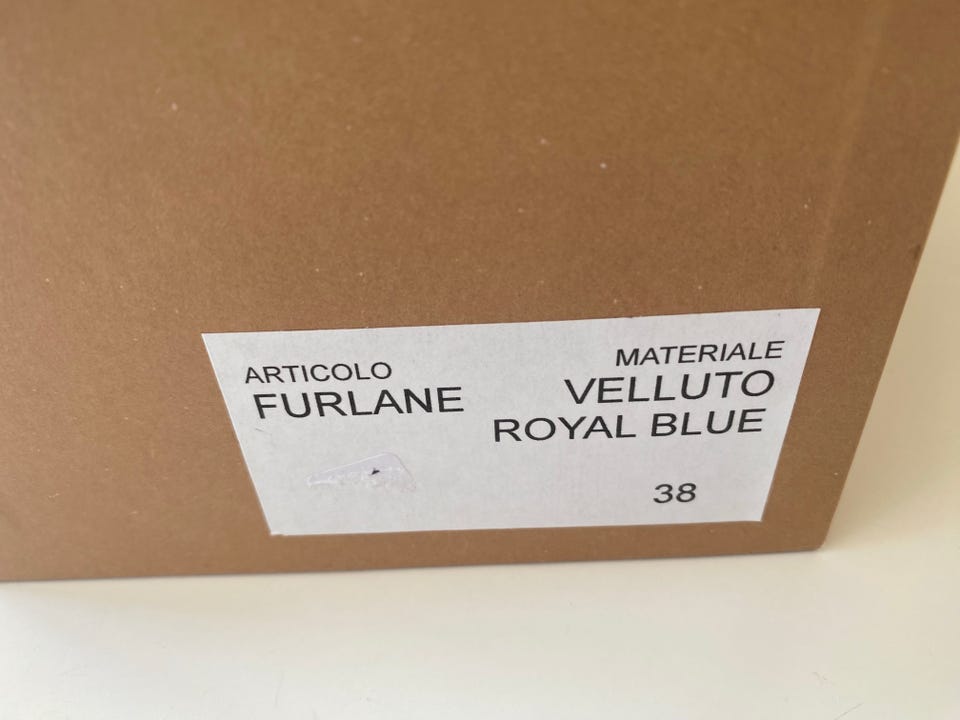 ARTICOLO
FURLANE
MATERIALE
VELLUTO
ROYAL BLUE
38